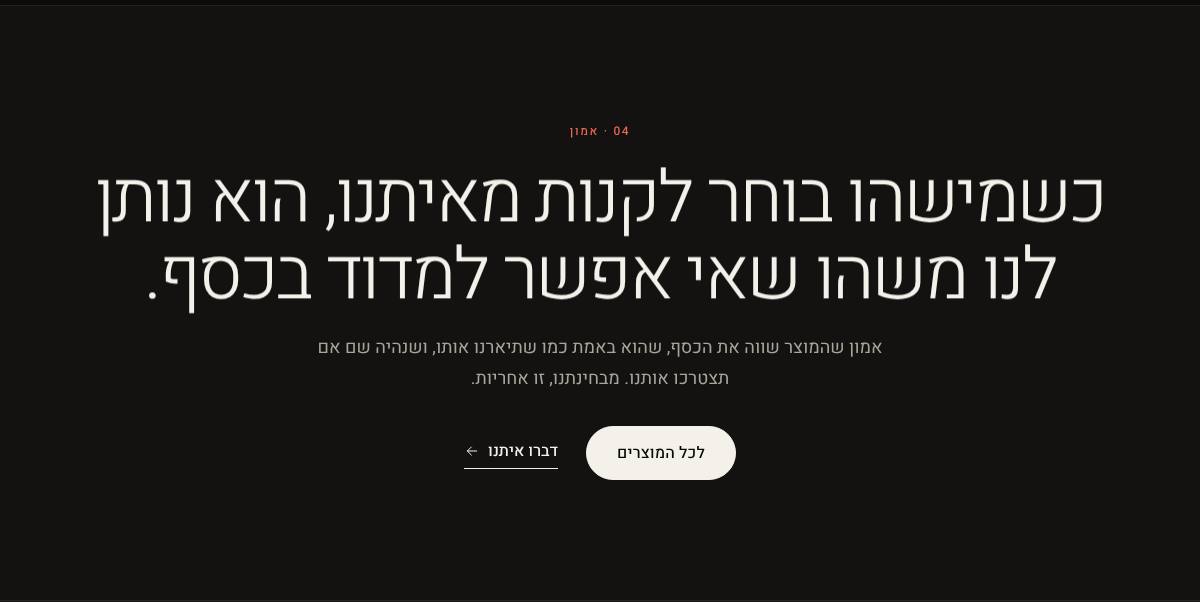 04 · אמון
כשמישהו בוחר לקנות מאיתנו, הוא נותן
לנו משהו שאי אפשר למדוד בכסף.
אמון שהמוצר שווה את הכסף, שהוא באמת כמו שתיארנו אותו, ושנהיה שם אם
תצטרכו אותנו. מבחינתנו, זו אחריות.
לכל המוצרים
דברו איתנו ←